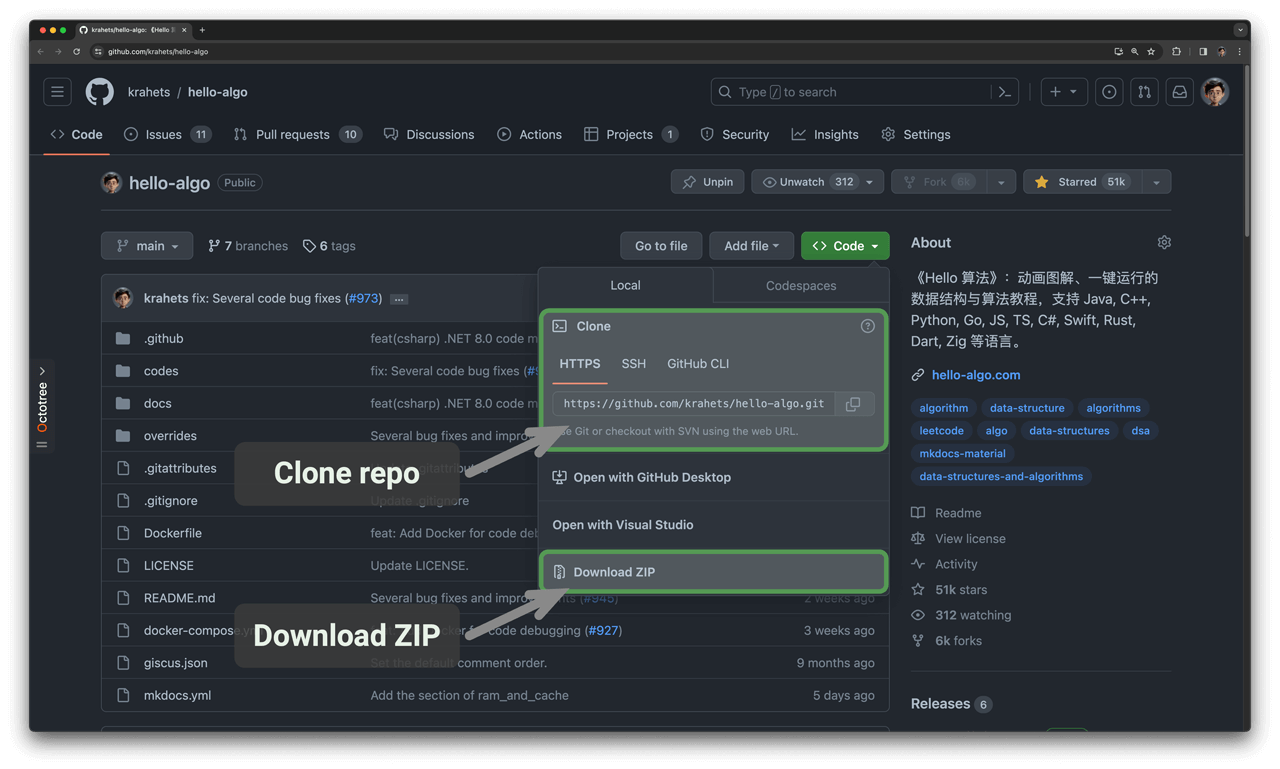 krahets/hello-algo: 《Hello
github.com/krahets/hello-algo
krahets / hello-algo
Type / to search
Code
Issues 11
Pull requests 10
Discussions
Actions
Projects 1
Security
Insights
Settings
hello-algo Public
Unpin
Unwatch 312
Fork 6k
Starred 51k
main
7 branches
6 tags
Go to file
Add file
<> Code
krahets fix: Several code bug fixes (#973) ...
.github feat(csharp) .NET 8.0 code m
codes fix: Several code bug fixes (#9
docs feat(csharp) .NET 8.0 code m
overrides Several bug fixes and impro
.gitattributes .gitattributes
.gitignore Update .gitignore
Dockerfile feat: Add Docker for code deb
LICENSE Update LICENSE.
README.md Several bug fixes and impro nts (#945) 2 weeks ago
docker-compose.y ker for code debugging (#927) 3 weeks ago
giscus.json Set the default comment order. 9 months ago
mkdocs.yml Add the section of ram_and_cache 5 days ago
Octotree
Local
Codespaces
Clone
HTTPS SSH GitHub CLI
https://github.com/krahets/hello-algo.git
Git or checkout with SVN using the web URL.
Open with GitHub Desktop
Open with Visual Studio
Download ZIP
Clone repo
Download ZIP
About
《Hello 算法》：动画图解、一键运行的
数据结构与算法教程，支持 Java, C++,
Python, Go, JS, TS, C#, Swift, Rust,
Dart, Zig 等语言。
hello-algo.com
algorithm data-structure algorithms
leetcode algo data-structures dsa
mkdocs-material
data-structures-and-algorithms
Readme
View license
Activity
51k stars
312 watching
6k forks
Releases 6